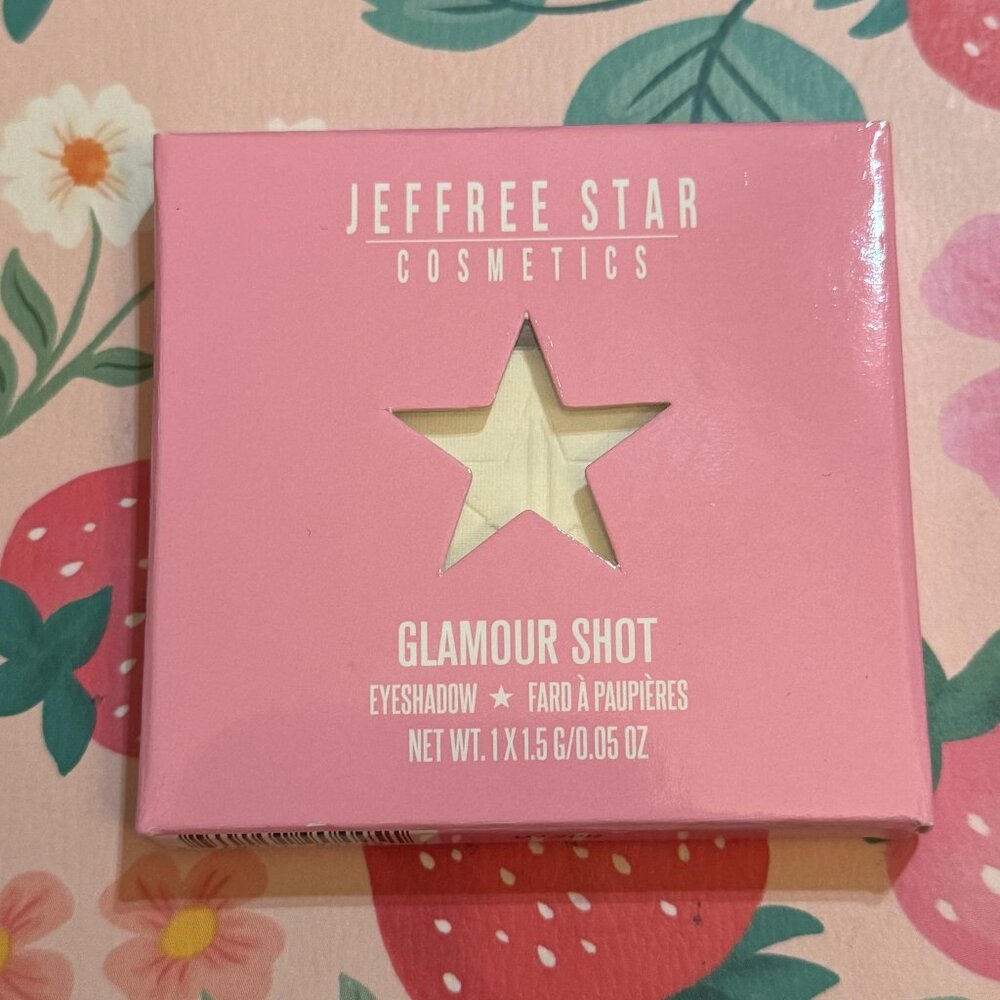 JEFFREE STAR
COSMETICS
GLAMOUR SHOT
EYESHADOW ★ FARD À PAUPIÈRES
NET WT. 1 X 1.5 G/0.05 OZ